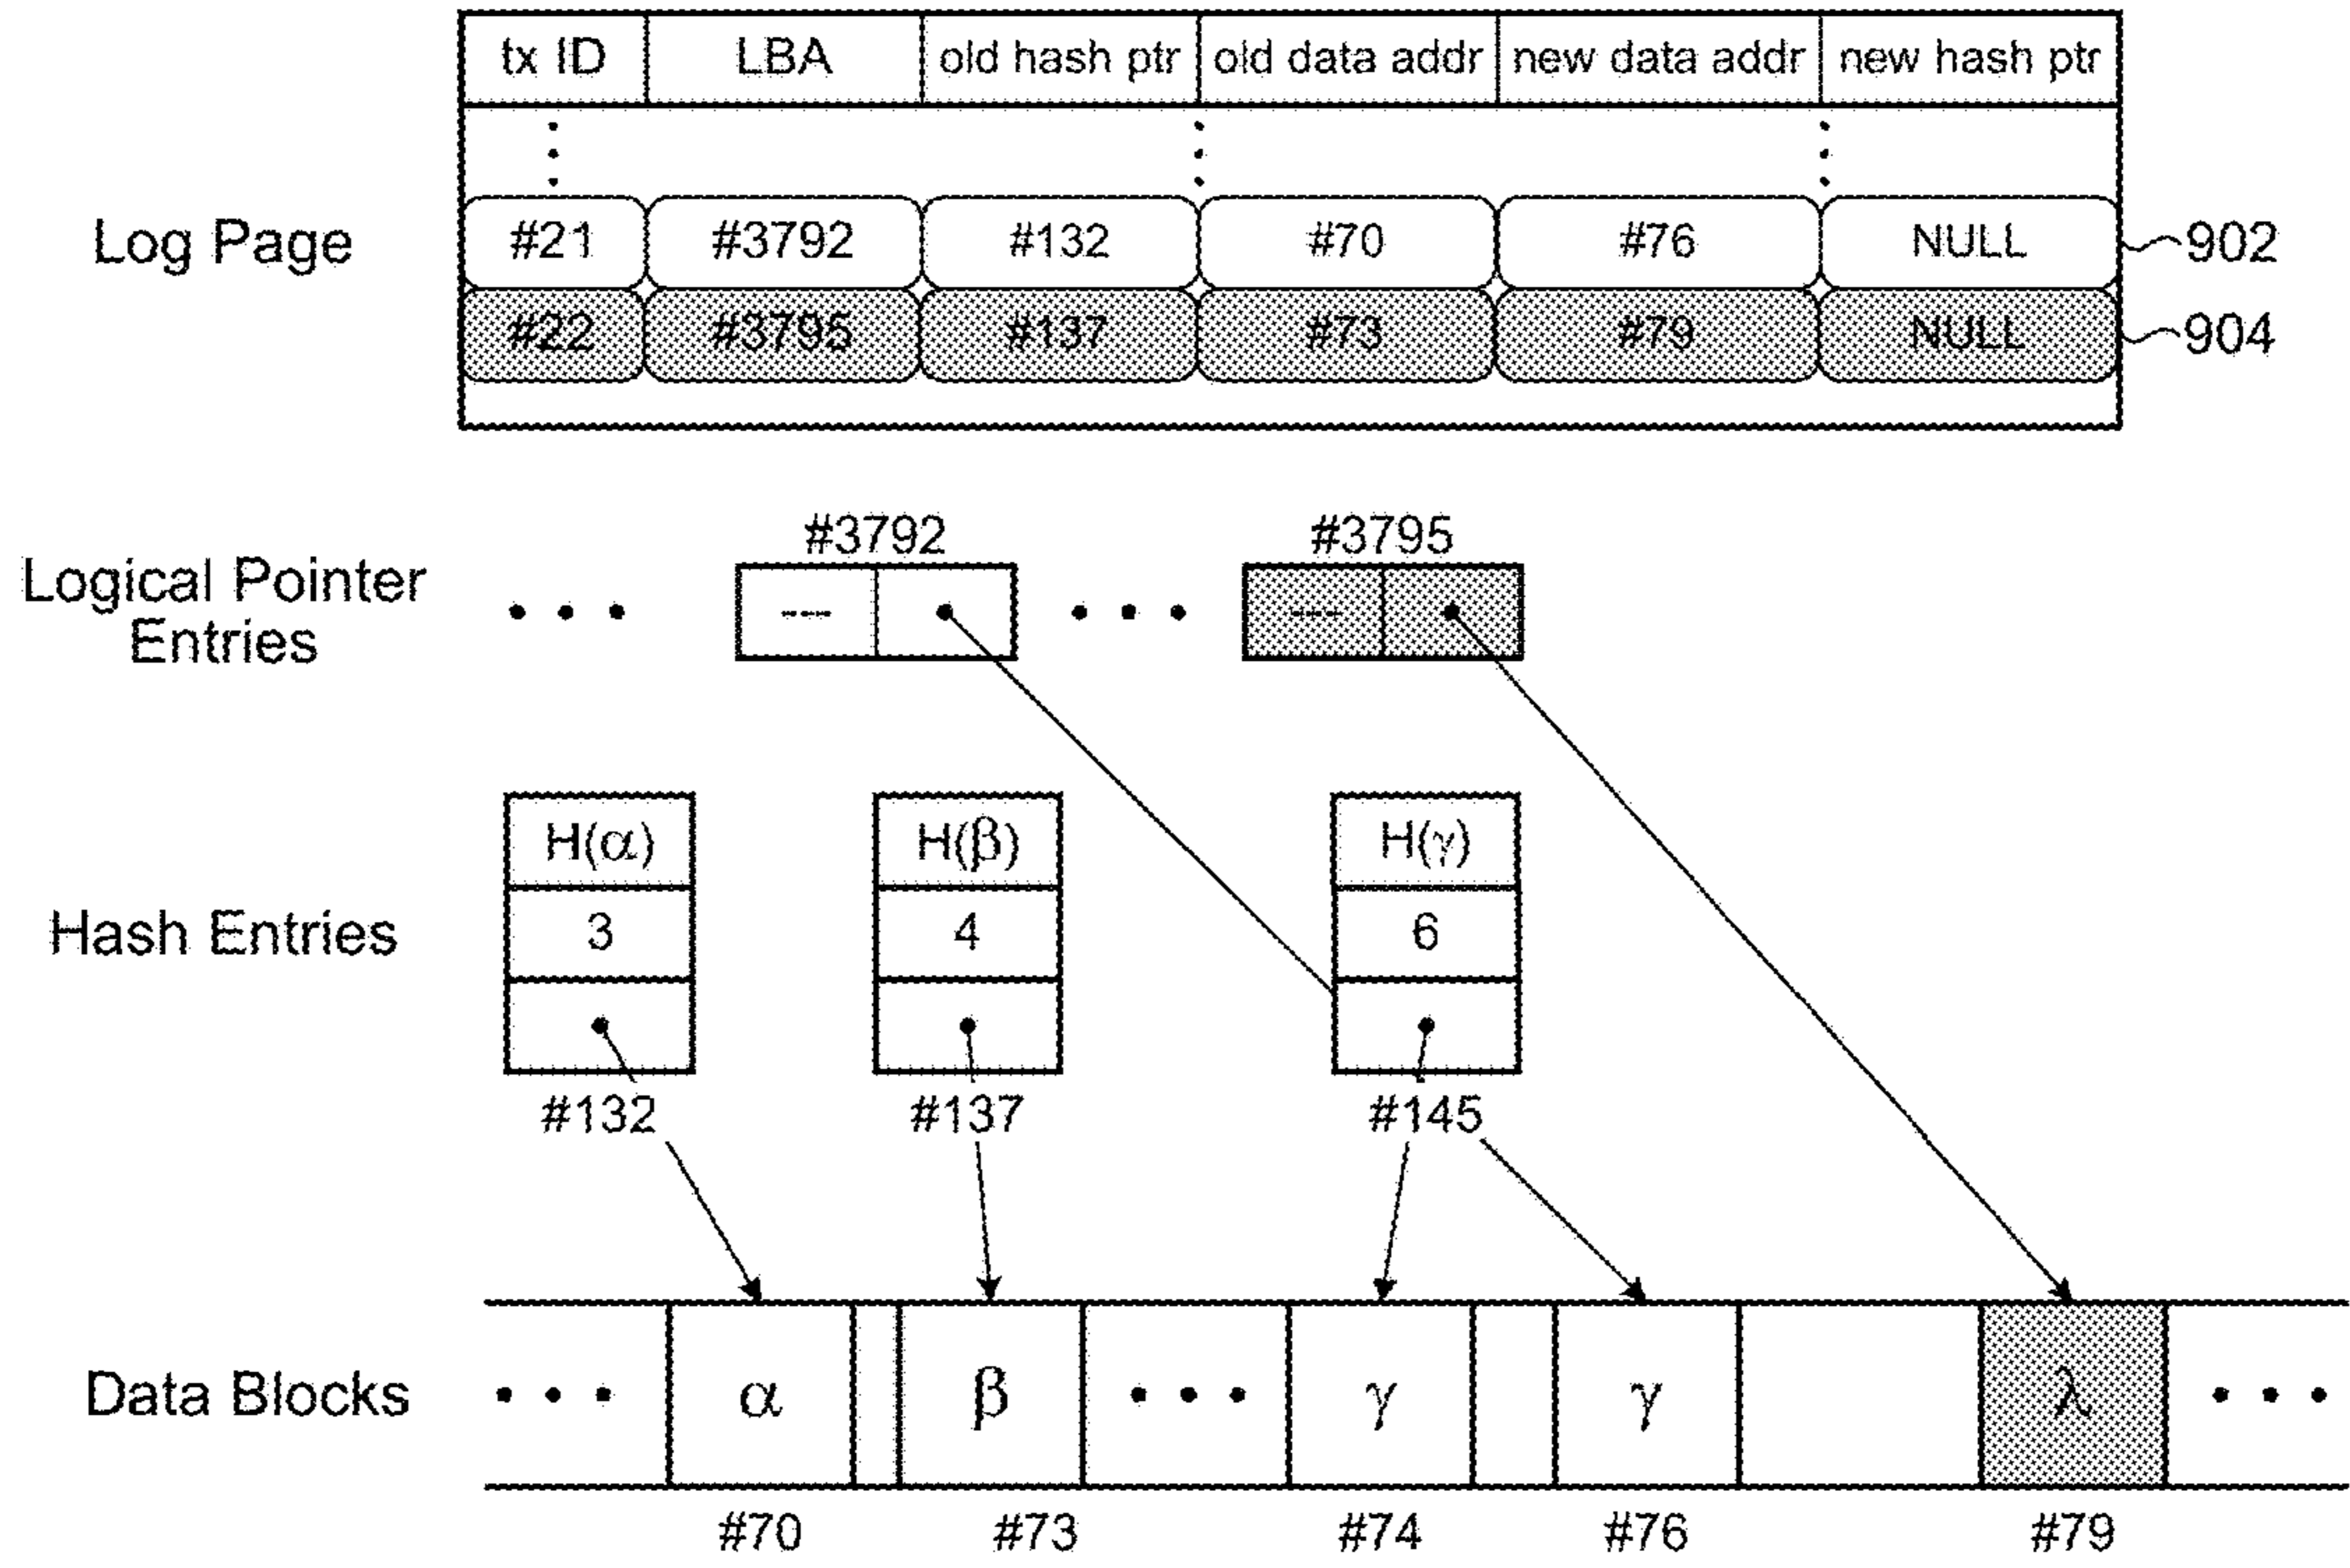 tx ID LBA old hash ptr old data addr new data addr new hash ptr
Log Page
#21 #3792 #132 #70 #76 NULL 902
#22 #3795 #137 #73 #79 NULL 904
#3792 #3795
Logical Pointer
Entries
--- ---
H(α) H(β) H(γ)
Hash Entries
3 4 6
#132 #137 #145
Data Blocks
α β γ γ λ
#70 #73 #74 #76 #79